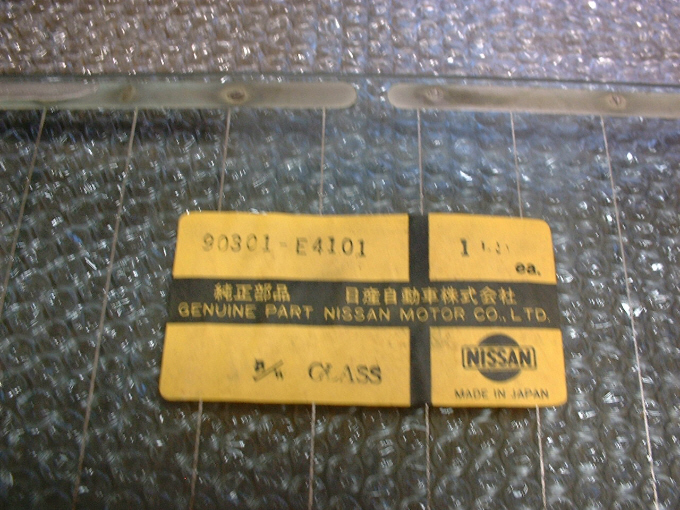 90301-E4101
1
ea.
純正部品 日産自動車株式会社
GENUINE PART NISSAN MOTOR CO., LTD.
GLASS
NISSAN
MADE IN JAPAN